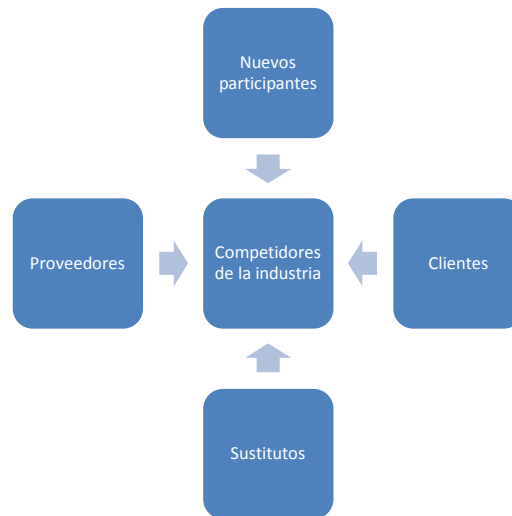 Nuevos
participantes
Proveedores
Competidores
de la industria
Clientes
Sustitutos